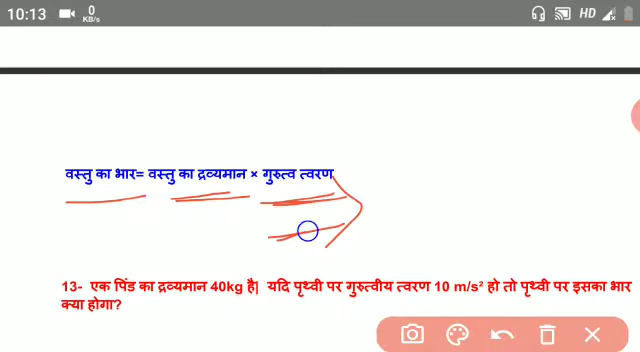 10:13 0 KB/s HD
वस्तु का भार= वस्तु का द्रव्यमान × गुरुत्व त्वरण
13- एक पिंड का द्रव्यमान 40kg है| यदि पृथ्वी पर गुरुत्वीय त्वरण 10 m/s² हो तो पृथ्वी पर इसका भार
क्या होगा?